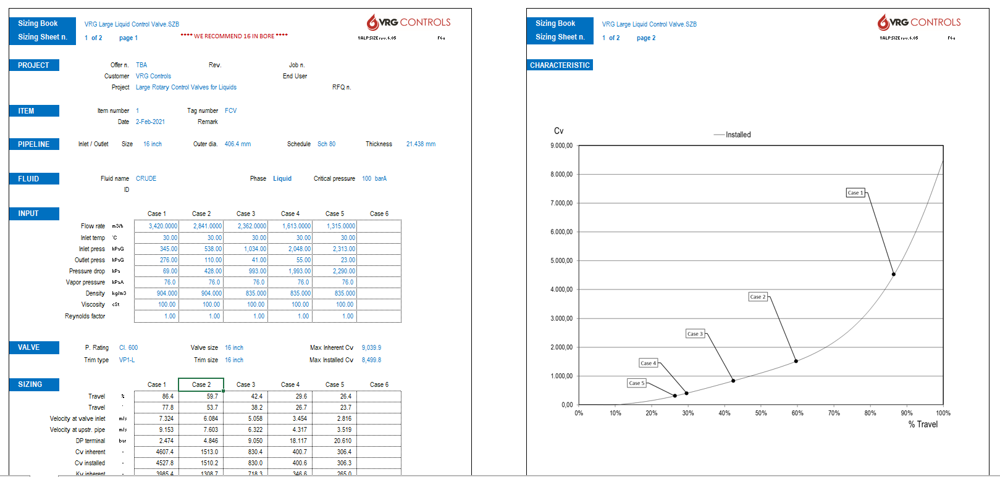 Sizing Book VRG Large Liquid Control Valve.SZB VRG CONTROLS
Sizing Sheet n. 1 of 2 page 1 **** WE RECOMMEND 16 IN BORE **** VALPSIZE rev. 6.05 F6a
PROJECT Offer n. TBA Rev. Job n.
Customer VRG Controls End User
Project Large Rotary Control Valves for Liquids RFQ n.
ITEM Item number 1 Tag number FCV
Date 2-Feb-2021 Remark
PIPELINE Inlet / Outlet Size 16 inch Outer dia. 406.4 mm Schedule Sch 80 Thickness 21.438 mm
FLUID Fluid name CRUDE Phase Liquid Critical pressure 100 barA
ID
INPUT Case 1 Case 2 Case 3 Case 4 Case 5 Case 6
Flow rate m3/h 3,420.0000 2,841.0000 2,362.0000 1,613.0000 1,315.0000
Inlet temp °C 30.00 30.00 30.00 30.00 30.00
Inlet press kPaG 345.00 538.00 1,034.00 2,048.00 2,313.00
Outlet press kPaG 276.00 110.00 41.00 55.00 23.00
Pressure drop kPa 69.00 428.00 993.00 1,993.00 2,290.00
Vapor pressure kPaA 76.0 76.0 76.0 76.0 76.0
Density kg/m3 904.000 904.000 835.000 835.000 835.000
Viscosity cSt 100.00 100.00 100.00 100.00 100.00
Reynolds factor 1.00 1.00 1.00 1.00 1.00
VALVE P. Rating Cl. 600 Valve size 16 inch Max Inherent Cv 9,039.9
Trim type VP1-L Trim size 16 inch Max Installed Cv 8,499.8
SIZING Case 1 Case 2 Case 3 Case 4 Case 5 Case 6
Travel % 86.4 59.7 42.4 29.6 26.4
Travel ° 77.8 53.7 38.2 26.7 23.7
Velocity at valve inlet m/s 7.324 6.084 5.058 3.454 2.816
Velocity at upstr. pipe m/s 9.153 7.603 6.322 4.317 3.519
DP terminal bar 2.474 4.846 9.050 18.117 20.610
Cv inherent - 4607.4 1513.0 830.4 400.7 306.4
Cv installed - 4527.8 1510.2 830.0 400.6 306.3
Kv inherent - 3985.4 1308.7 718.3 346.6 265.0
Sizing Book VRG Large Liquid Control Valve.SZB VRG CONTROLS
Sizing Sheet n. 1 of 2 page 2 VALPSIZE rev. 6.05 F6a
CHARACTERISTIC
Cv Installed
9.000,00
8.000,00
Case 1
7.000,00
6.000,00
5.000,00
4.000,00
Case 2
3.000,00
Case 3
2.000,00
Case 4
1.000,00
Case 5
0,00
0% 10% 20% 30% 40% 50% 60% 70% 80% 90% 100%
% Travel